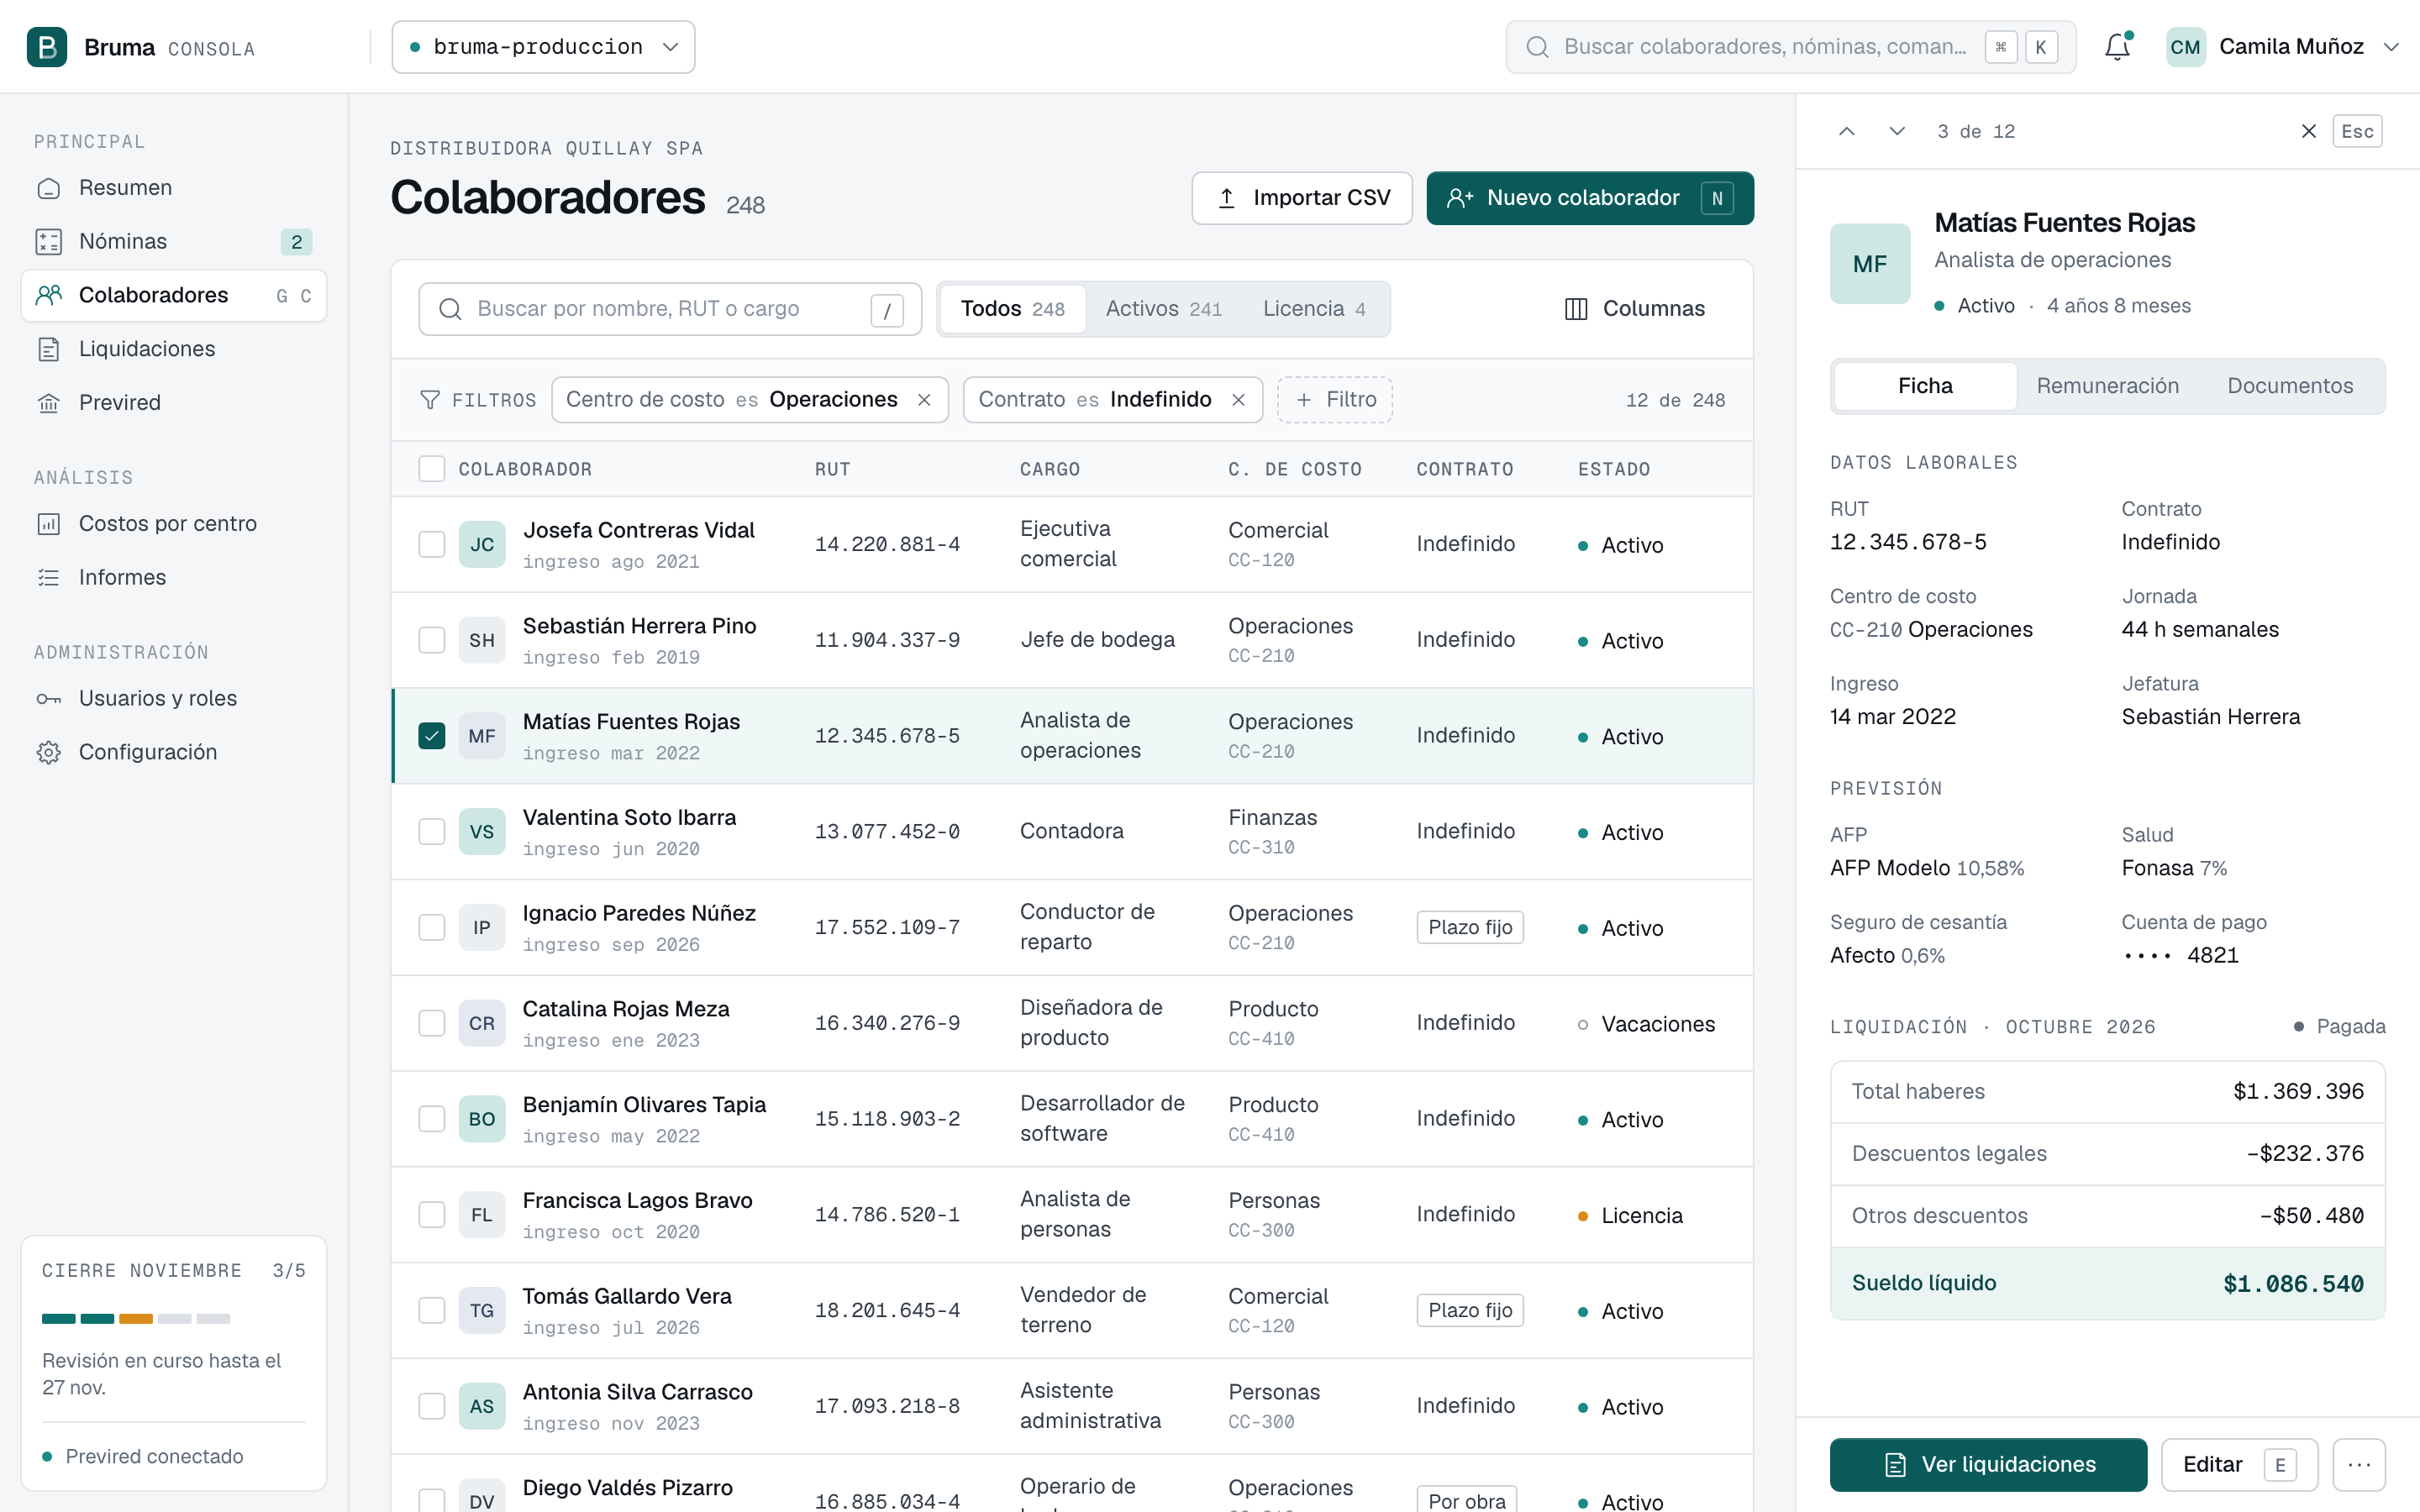 Bruma CONSOLA
bruma-produccion
Buscar colaboradores, nóminas, coman... ⌘ K
CM Camila Muñoz
PRINCIPAL
Resumen
Nóminas 2
Colaboradores G C
Liquidaciones
Previred
ANÁLISIS
Costos por centro
Informes
ADMINISTRACIÓN
Usuarios y roles
Configuración
CIERRE NOVIEMBRE 3/5
Revisión en curso hasta el
27 nov.
Previred conectado
DISTRIBUIDORA QUILLAY SPA
Colaboradores 248
Importar CSV
Nuevo colaborador N
Buscar por nombre, RUT o cargo /
Todos 248 Activos 241 Licencia 4
Columnas
FILTROS Centro de costo es Operaciones Contrato es Indefinido + Filtro 12 de 248
COLABORADOR RUT CARGO C. DE COSTO CONTRATO ESTADO
JC Josefa Contreras Vidal 14.220.881-4 Ejecutiva comercial Comercial Indefinido Activo
ingreso ago 2021 CC-120
SH Sebastián Herrera Pino 11.904.337-9 Jefe de bodega Operaciones Indefinido Activo
ingreso feb 2019 CC-210
MF Matías Fuentes Rojas 12.345.678-5 Analista de operaciones Operaciones Indefinido Activo
ingreso mar 2022 CC-210
VS Valentina Soto Ibarra 13.077.452-0 Contadora Finanzas Indefinido Activo
ingreso jun 2020 CC-310
IP Ignacio Paredes Núñez 17.552.109-7 Conductor de reparto Operaciones Plazo fijo Activo
ingreso sep 2026 CC-210
CR Catalina Rojas Meza 16.340.276-9 Diseñadora de producto Producto Indefinido Vacaciones
ingreso ene 2023 CC-410
BO Benjamín Olivares Tapia 15.118.903-2 Desarrollador de software Producto Indefinido Activo
ingreso may 2022 CC-410
FL Francisca Lagos Bravo 14.786.520-1 Analista de personas Personas Indefinido Licencia
ingreso oct 2020 CC-300
TG Tomás Gallardo Vera 18.201.645-4 Vendedor de terreno Comercial Plazo fijo Activo
ingreso jul 2026 CC-120
AS Antonia Silva Carrasco 17.093.218-8 Asistente administrativa Personas Indefinido Activo
ingreso nov 2023 CC-300
DV Diego Valdés Pizarro 16.885.034-4 Operario de Operaciones Por obra Activo
3 de 12 Esc
MF
Matías Fuentes Rojas
Analista de operaciones
Activo · 4 años 8 meses
Ficha Remuneración Documentos
DATOS LABORALES
RUT Contrato
12.345.678-5 Indefinido
Centro de costo Jornada
CC-210 Operaciones 44 h semanales
Ingreso Jefatura
14 mar 2022 Sebastián Herrera
PREVISIÓN
AFP Salud
AFP Modelo 10,58% Fonasa 7%
Seguro de cesantía Cuenta de pago
Afecto 0,6% •••• 4821
LIQUIDACIÓN · OCTUBRE 2026 Pagada
Total haberes $1.369.396
Descuentos legales −$232.376
Otros descuentos −$50.480
Sueldo líquido $1.086.540
Ver liquidaciones
Editar E
···